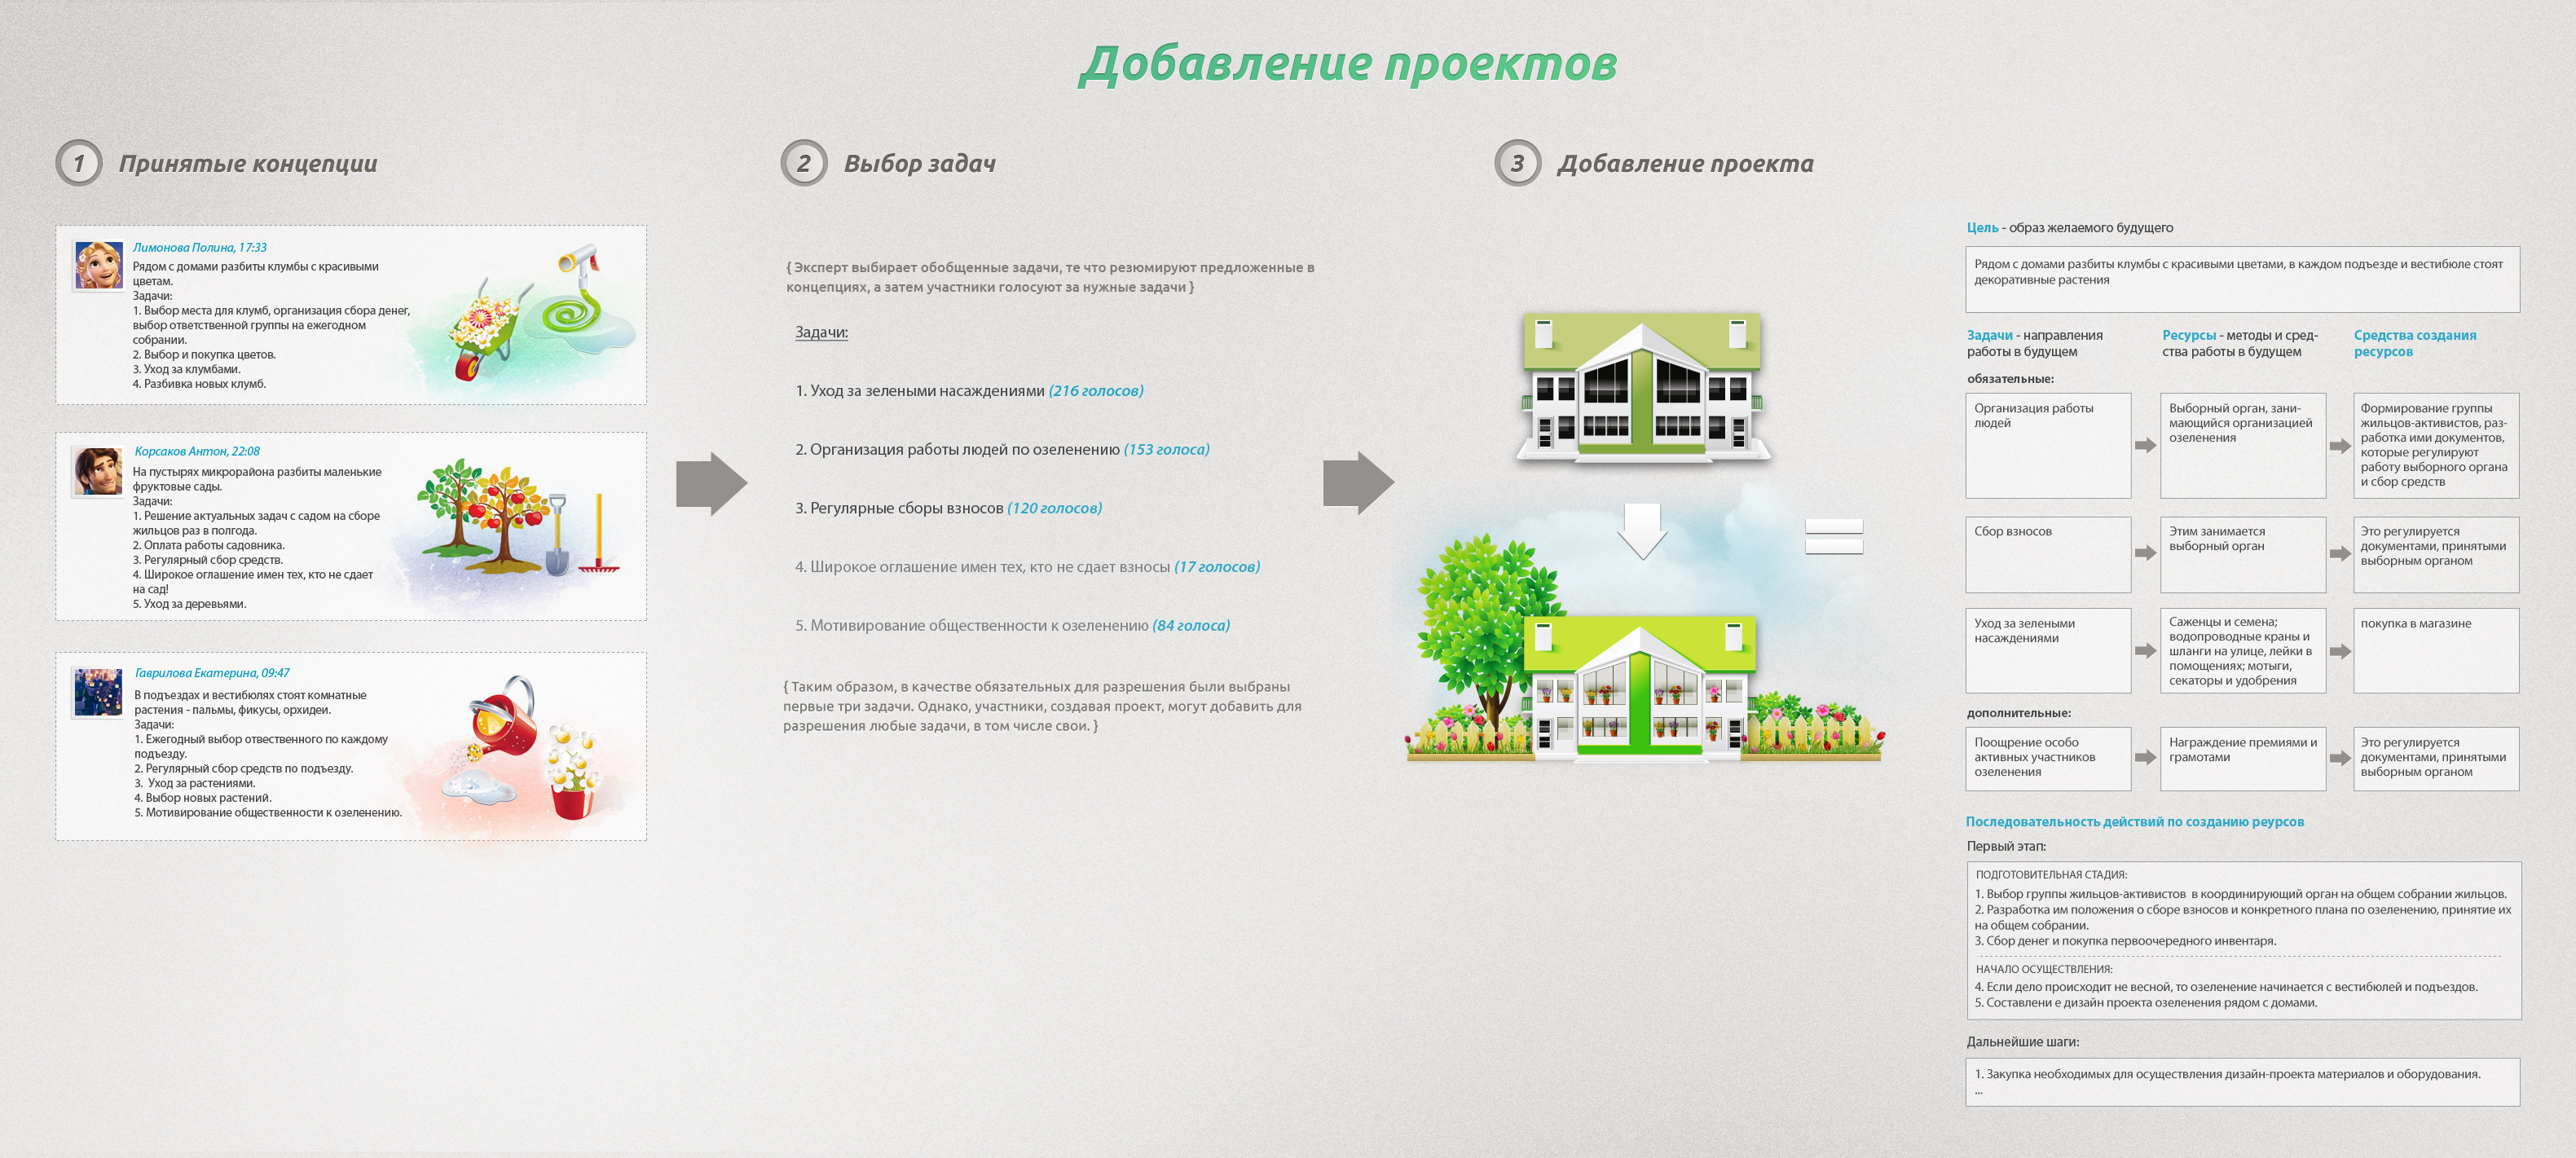 Добавление проектов
1 Принятые концепции
Лимонова Полина, 17:33
Рядом с домами разбиты клумбы с красивыми
цветам.
Задачи:
1. Выбор места для клумб, организация сбора денег,
выбор ответственной группы на ежегодном
собрании.
2. Выбор и покупка цветов.
3. Уход за клумбами.
4. Разбивка новых клумб.
Корсаков Антон, 22:08
На пустырях микрорайона разбиты маленькие
фруктовые сады.
Задачи:
1. Решение актуальных задач с садом на сборе
жильцов раз в полгода.
2. Оплата работы садовника.
3. Регулярный сбор средств.
4. Широкое оглашение имен тех, кто не сдает
на сад!
5. Уход за деревьями.
Гаврилова Екатерина, 09:47
В подъездах и вестибюлях стоят комнатные
растения - пальмы, фикусы, орхидеи.
Задачи:
1. Ежегодный выбор отвественного по каждому
подъезду.
2. Регулярный сбор средств по подъезду.
3. Уход за растениями.
4. Выбор новых растений.
5. Мотивирование общественности к озеленению.
2 Выбор задач
{ Эксперт выбирает обобщенные задачи, те что резюмируют предложенные в
концепциях, а затем участники голосуют за нужные задачи }
Задачи:
1. Уход за зелеными насаждениями (216 голосов)
2. Организация работы людей по озеленению (153 голоса)
3. Регулярные сборы взносов (120 голосов)
4. Широкое оглашение имен тех, кто не сдает взносы (17 голосов)
5. Мотивирование общественности к озеленению (84 голоса)
{ Таким образом, в качестве обязательных для разрешения были выбраны
первые три задачи. Однако, участники, создавая проект, могут добавить для
разрешения любые задачи, в том числе свои. }
3 Добавление проекта
Цель - образ желаемого будущего
Рядом с домами разбиты клумбы с красивыми цветами, в каждом подъезде и вестибюле стоят
декоративные растения
Задачи - направления
работы в будущем
Ресурсы - методы и сред-
ства работы в будущем
Средства создания
ресурсов
обязательные:
Организация работы
людей
Выборный орган, зани-
мающийся организацией
озеленения
Формирование группы
жильцов-активистов, раз-
работка ими документов,
которые регулируют
работу выборного органа
и сбор средств
Сбор взносов
Этим занимается
выборный орган
Это регулируется
документами, принятыми
выборным органом
Уход за зелеными
насаждениями
Саженцы и семена;
водопроводные краны и
шланги на улице, лейки в
помощениях; мотыги,
секаторы и удобрения
покупка в магазине
дополнительные:
Поощрение особо
активных участников
озеленения
Награждение премиями и
грамотами
Это регулируется
документами, принятыми
выборным органом
Последовательность действий по созданию реурсов
Первый этап:
ПОДГОТОВИТЕЛЬНАЯ СТАДИЯ:
1. Выбор группы жильцов-активистов в координирующий орган на общем собрании жильцов.
2. Разработка им положения о сборе взносов и конкретного плана по озеленению, принятие их
на общем собрании.
3. Сбор денег и покупка первоочередного инвентаря.
НАЧАЛО ОСУЩЕСТВЛЕНИЯ:
4. Если дело происходит не весной, то озеленение начинается с вестибюлей и подъездов.
5. Составлени е дизайн проекта озеленения рядом с домами.
Дальнейшие шаги:
1. Закупка необходимых для осуществления дизайн-проекта материалов и оборудования.
...